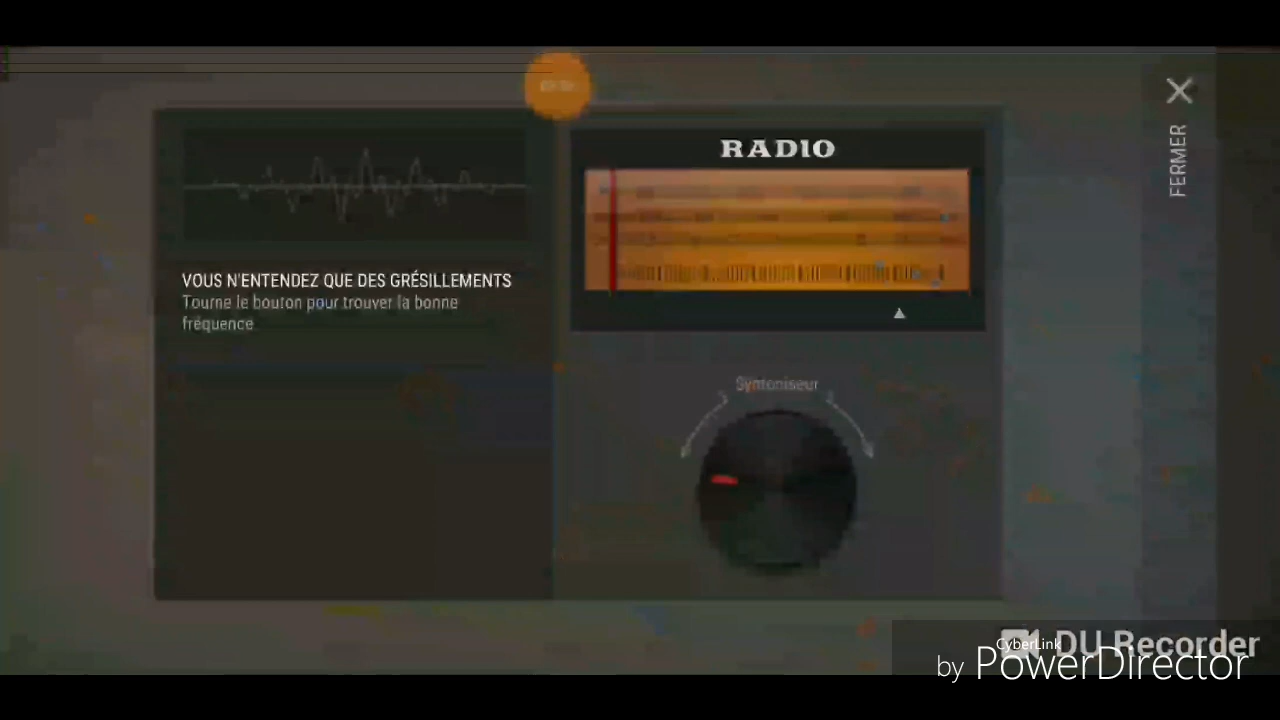 RADIO
FERMER
VOUS N'ENTENDEZ QUE DES GRÉSILLEMENTS
Tourne le bouton pour trouver la bonne
fréquence
Syntoniseur
DU Recorder
CyberLink
by PowerDirector